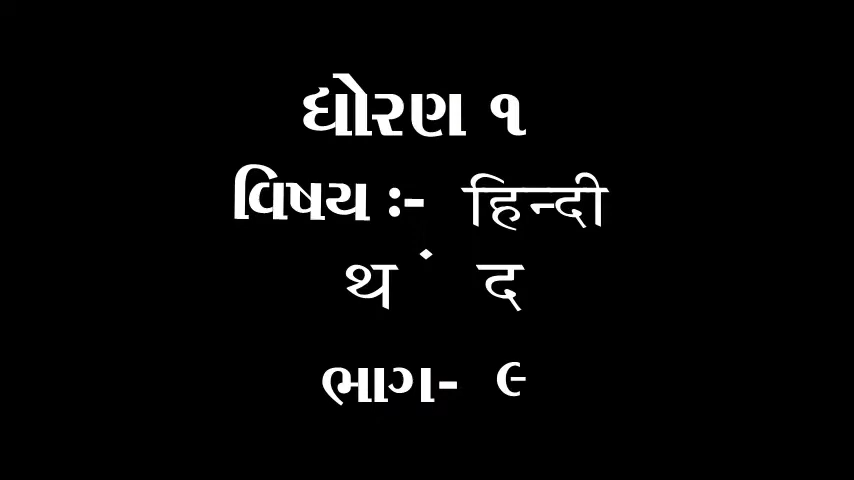 ધોરણ ૧
વિષય ઃ- हिन्दी
थ ं द
ભાગ- ૯